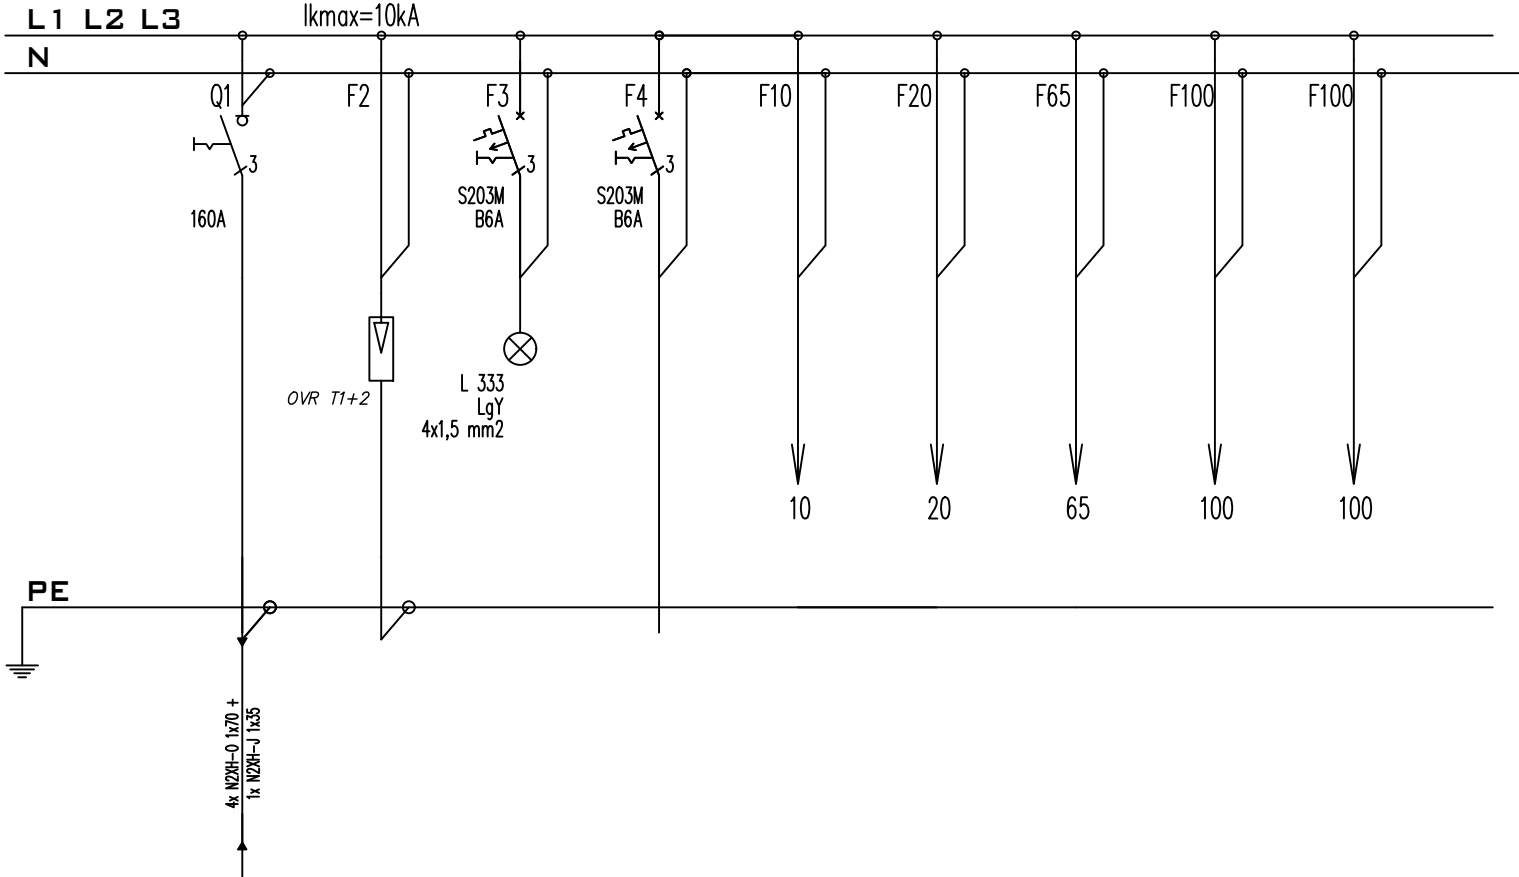 L1 L2 L3
Ikmax=10kA
N
Q1
F2
F3
F4
F10
F20
F65
F100
F100
3
3
3
160A
S203M
B6A
S203M
B6A
OVR T1+2
L 333
LgY
4x1,5 mm2
10
20
65
100
100
PE
4x N2XH-O 1x70 +
1x N2XH-J 1x35